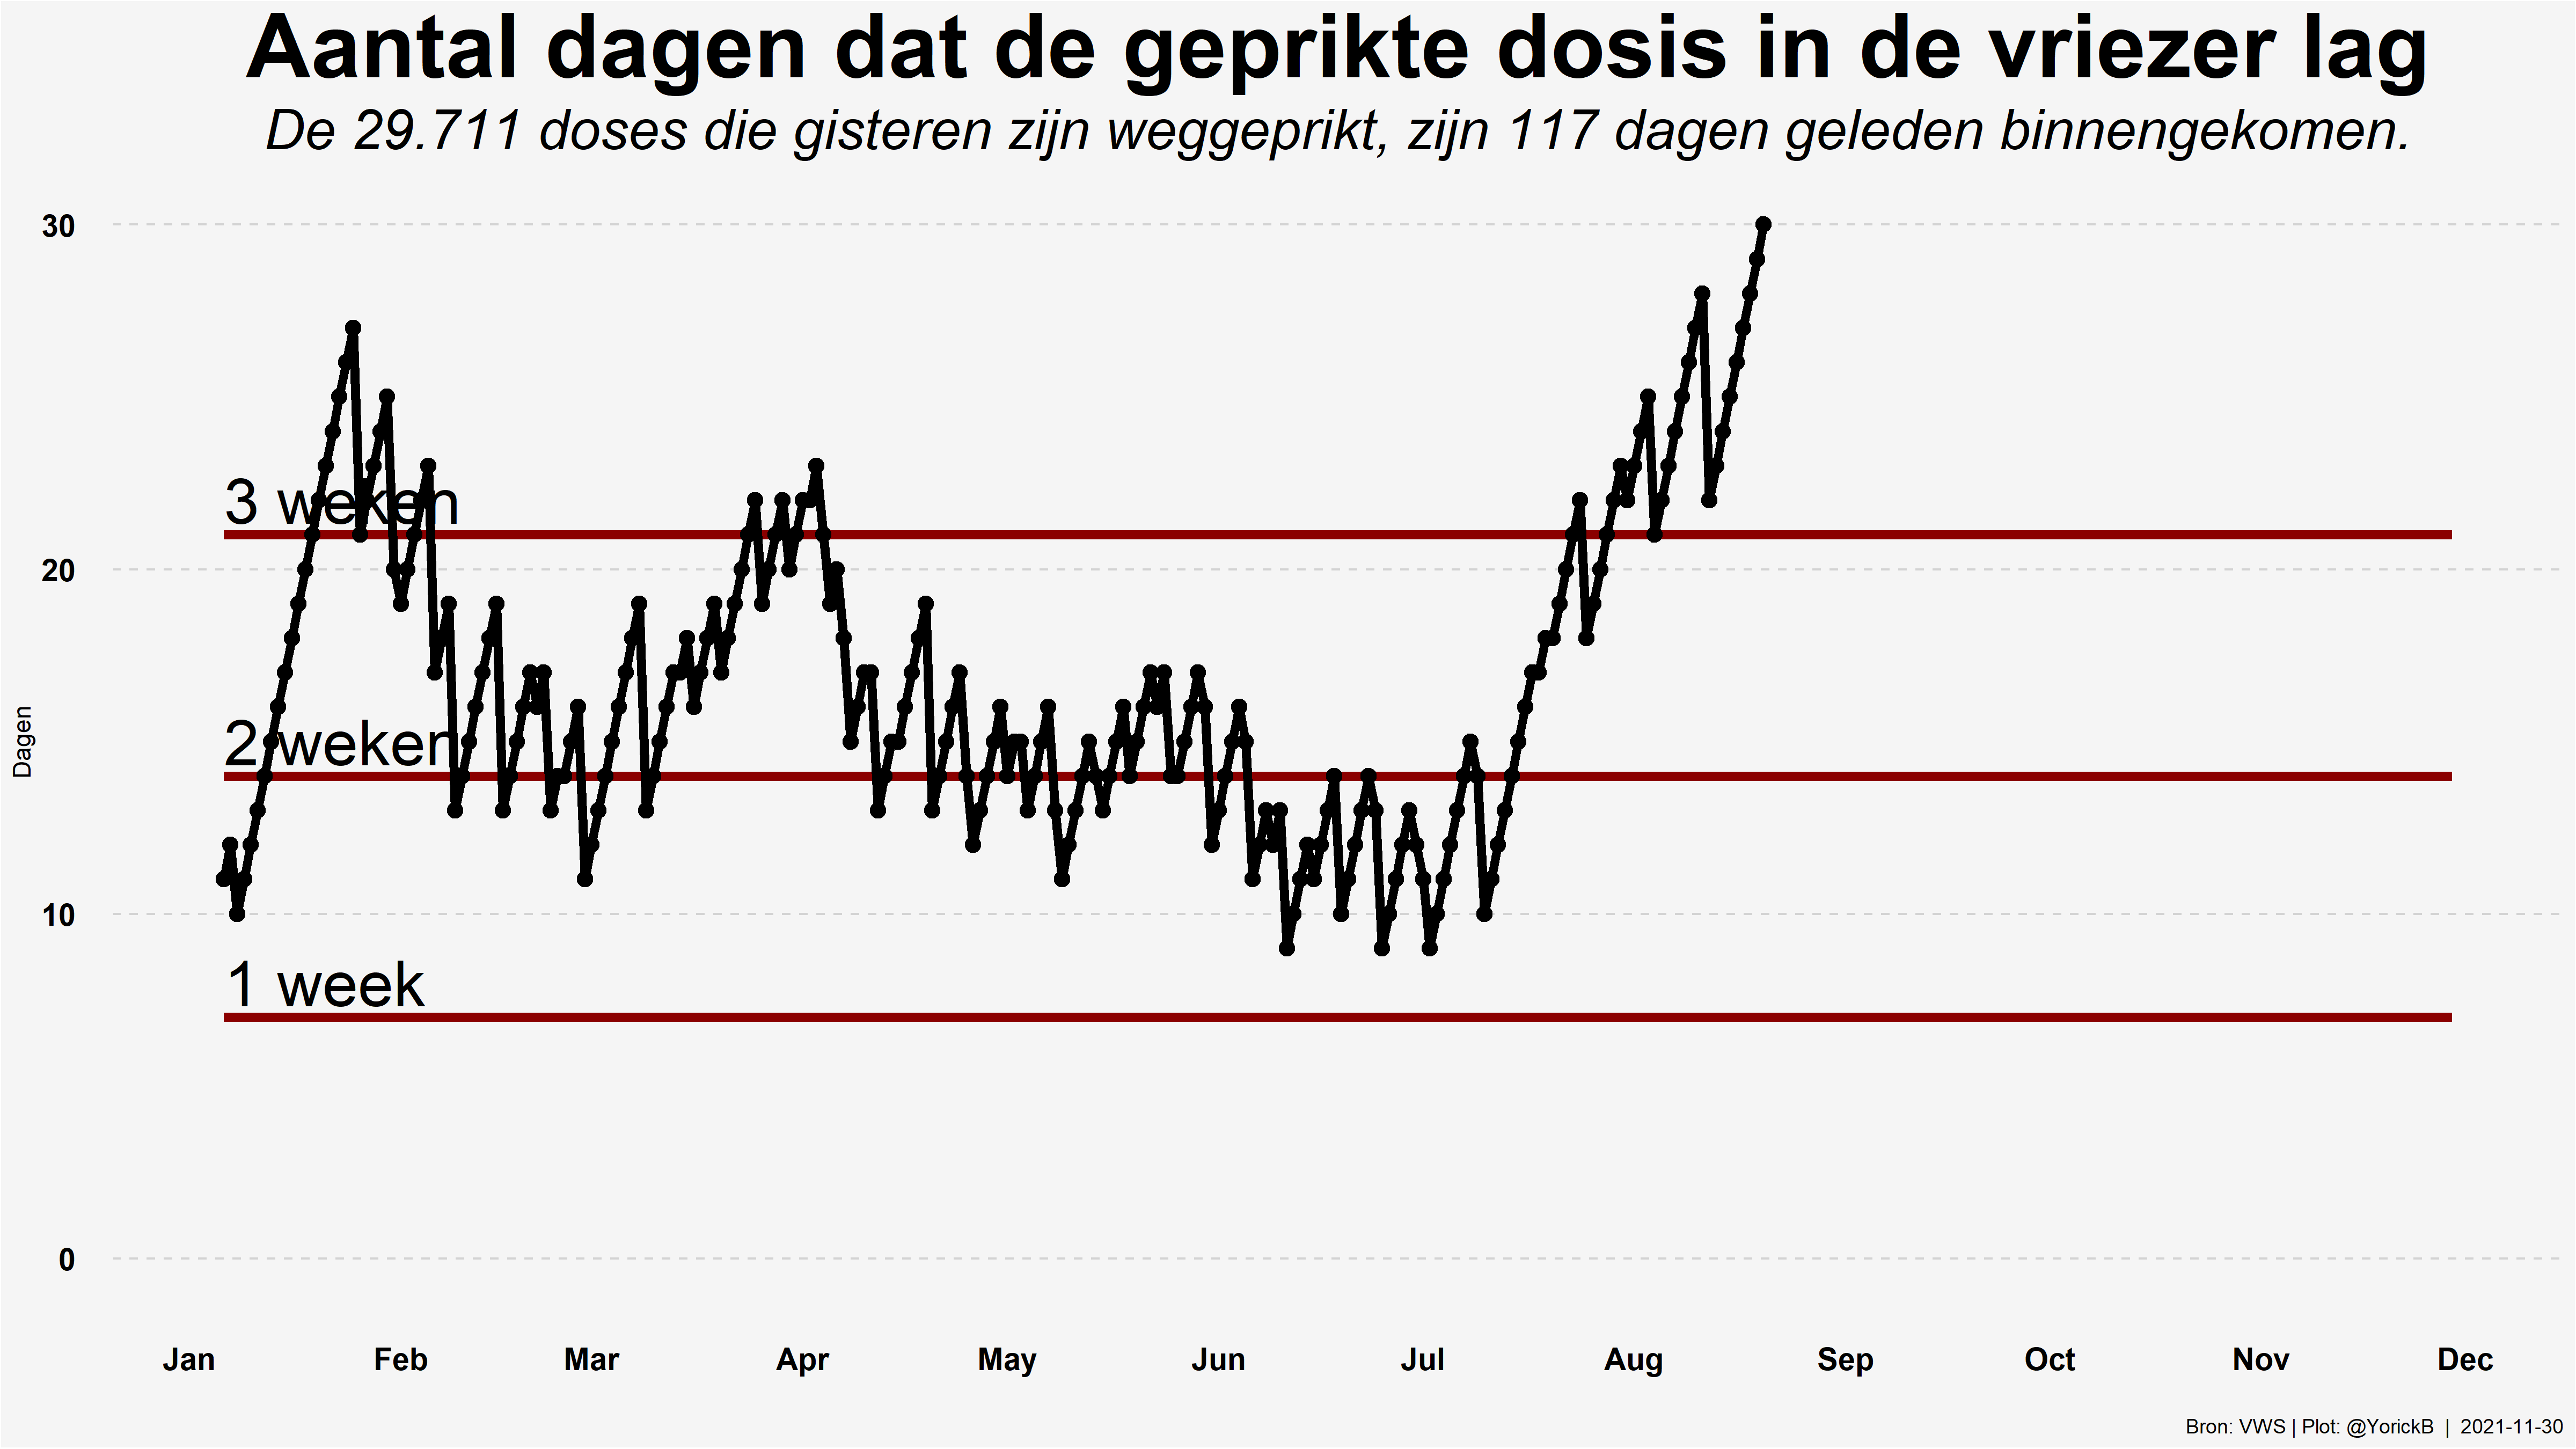 Aantal dagen dat de geprikte dosis in de vriezer lag
De 29.711 doses die gisteren zijn weggeprikt, zijn 117 dagen geleden binnengekomen.
30
3 weken
20
Dagen
2 weken
10
1 week
0
Jan Feb Mar Apr May Jun Jul Aug Sep Oct Nov Dec
Bron: VWS | Plot: @YorickB | 2021-11-30